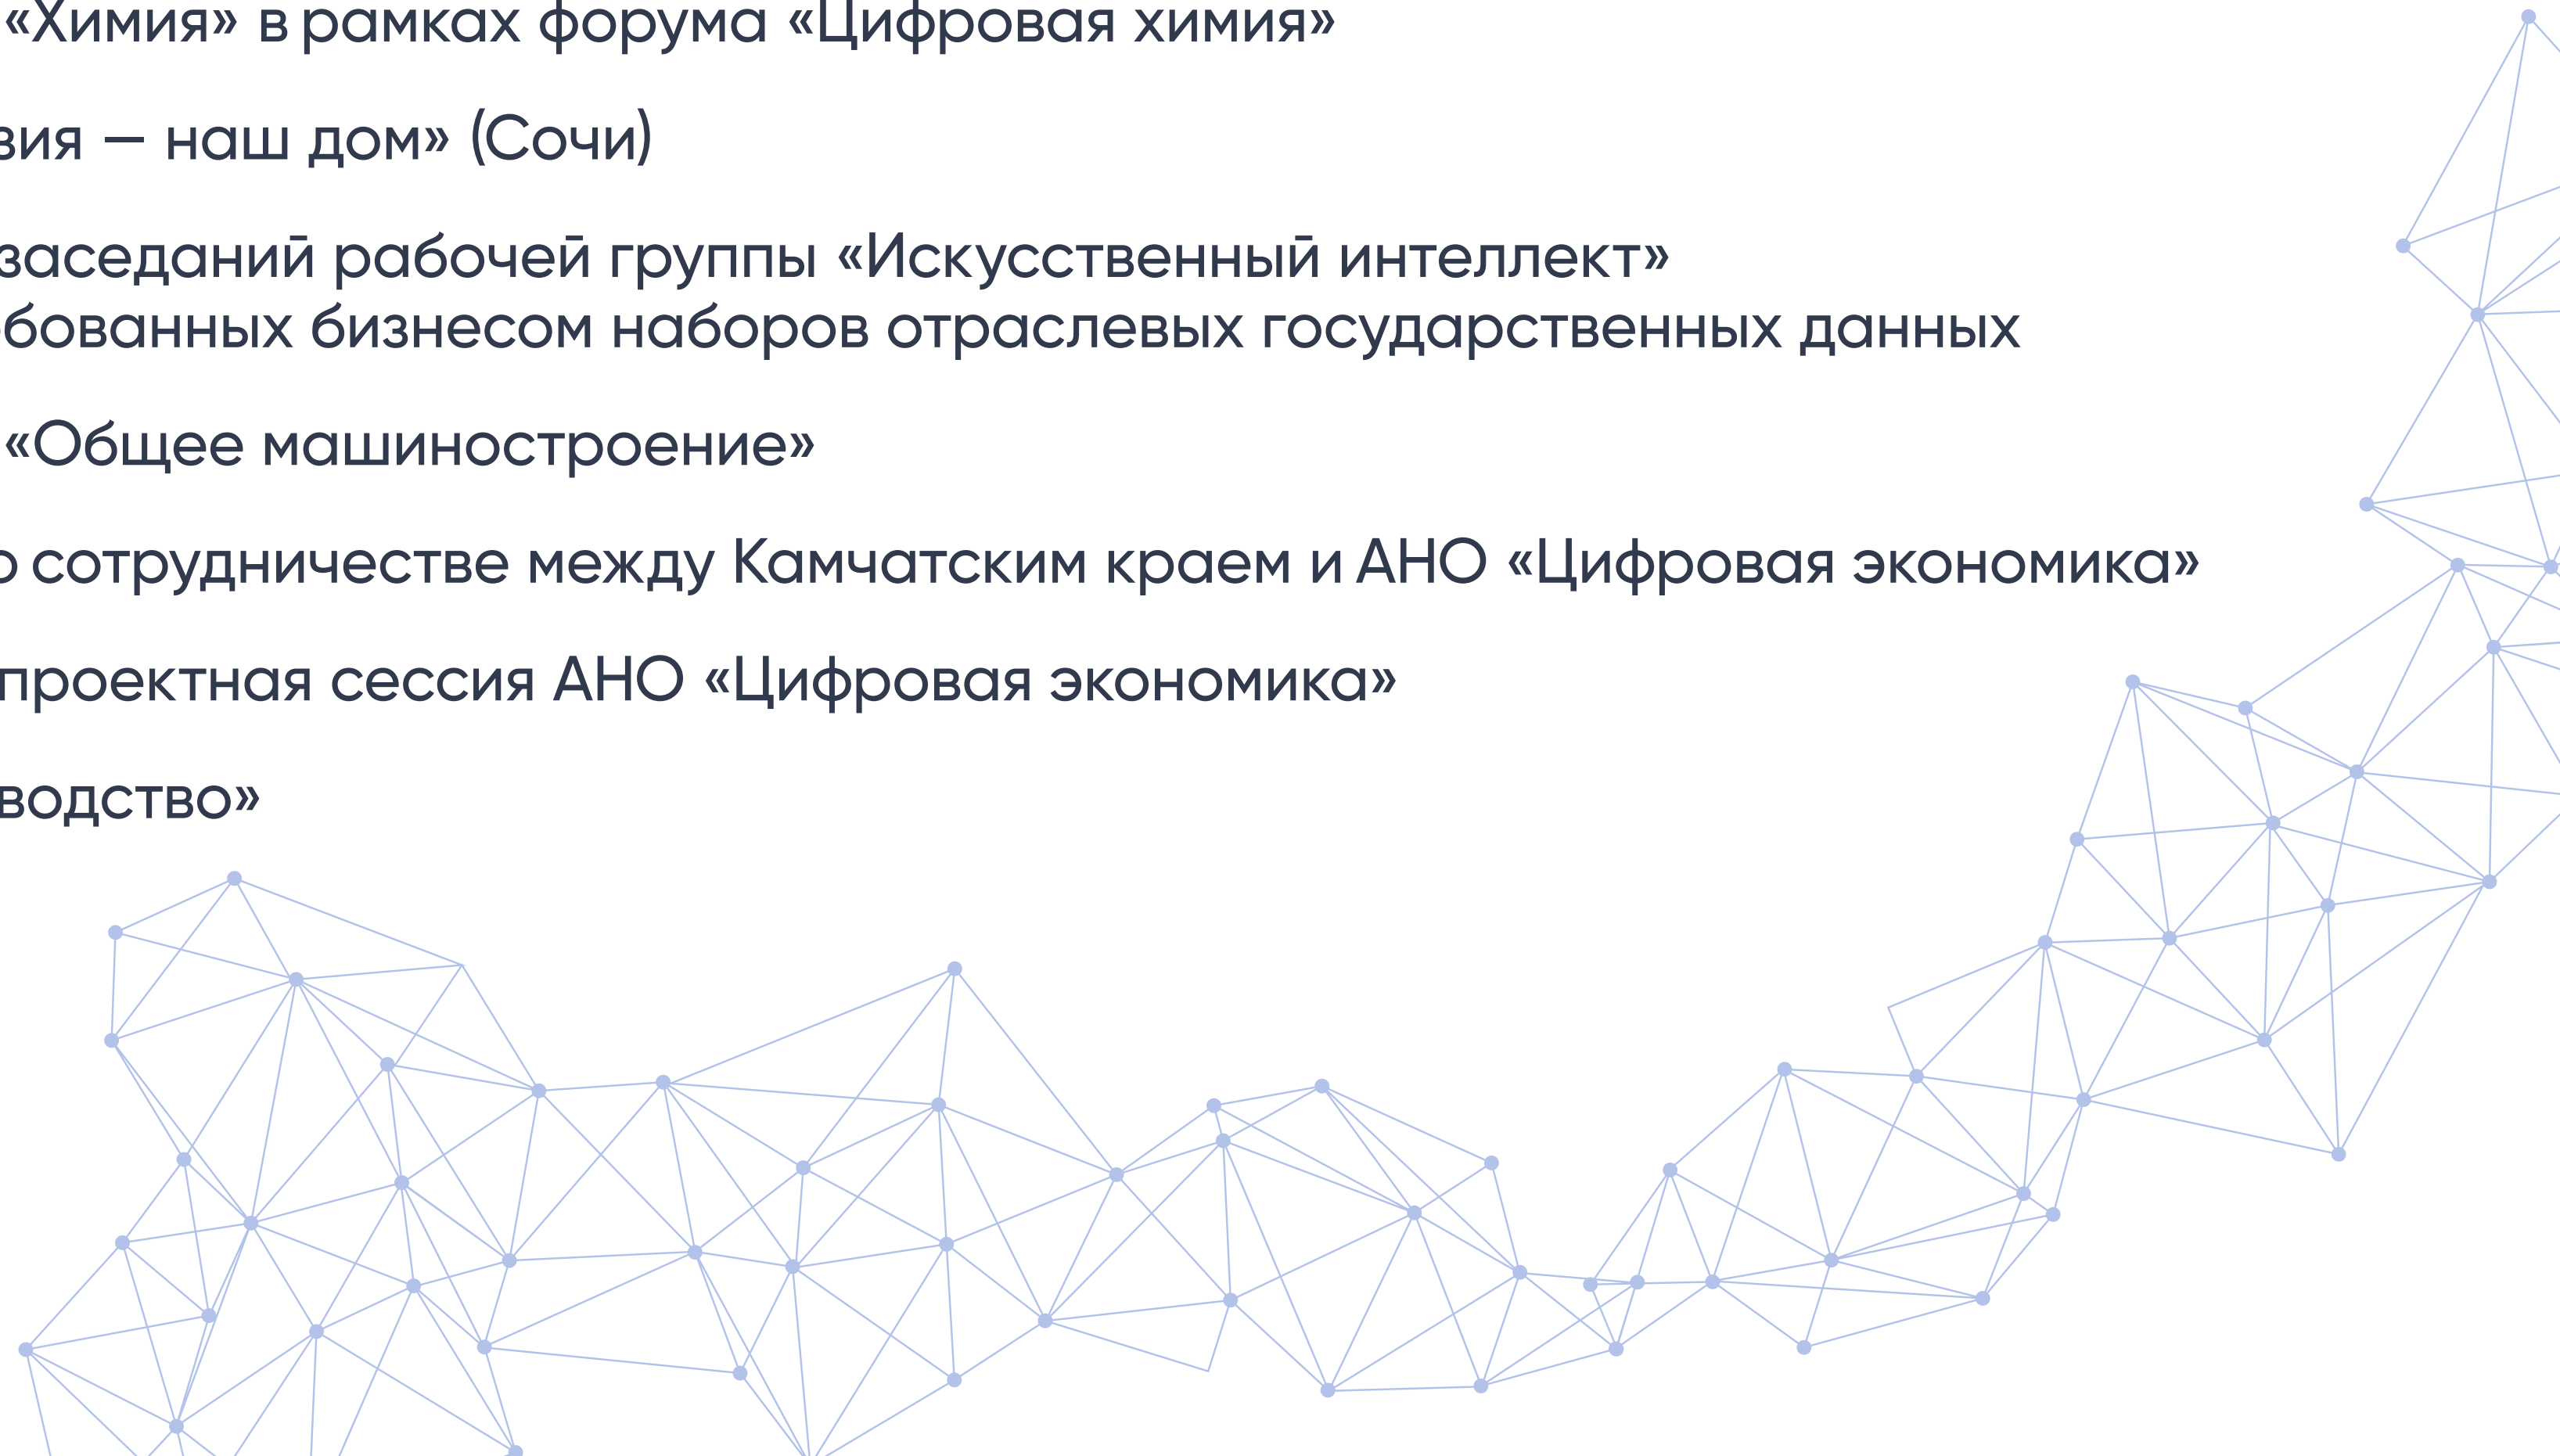 «Химия» в рамках форума «Цифровая химия»
вия — наш дом» (Сочи)
заседаний рабочей группы «Искусственный интеллект»
бованных бизнесом наборов отраслевых государственных данных
«Общее машиностроение»
о сотрудничестве между Камчатским краем и АНО «Цифровая экономика»
проектная сессия АНО «Цифровая экономика»
водство»